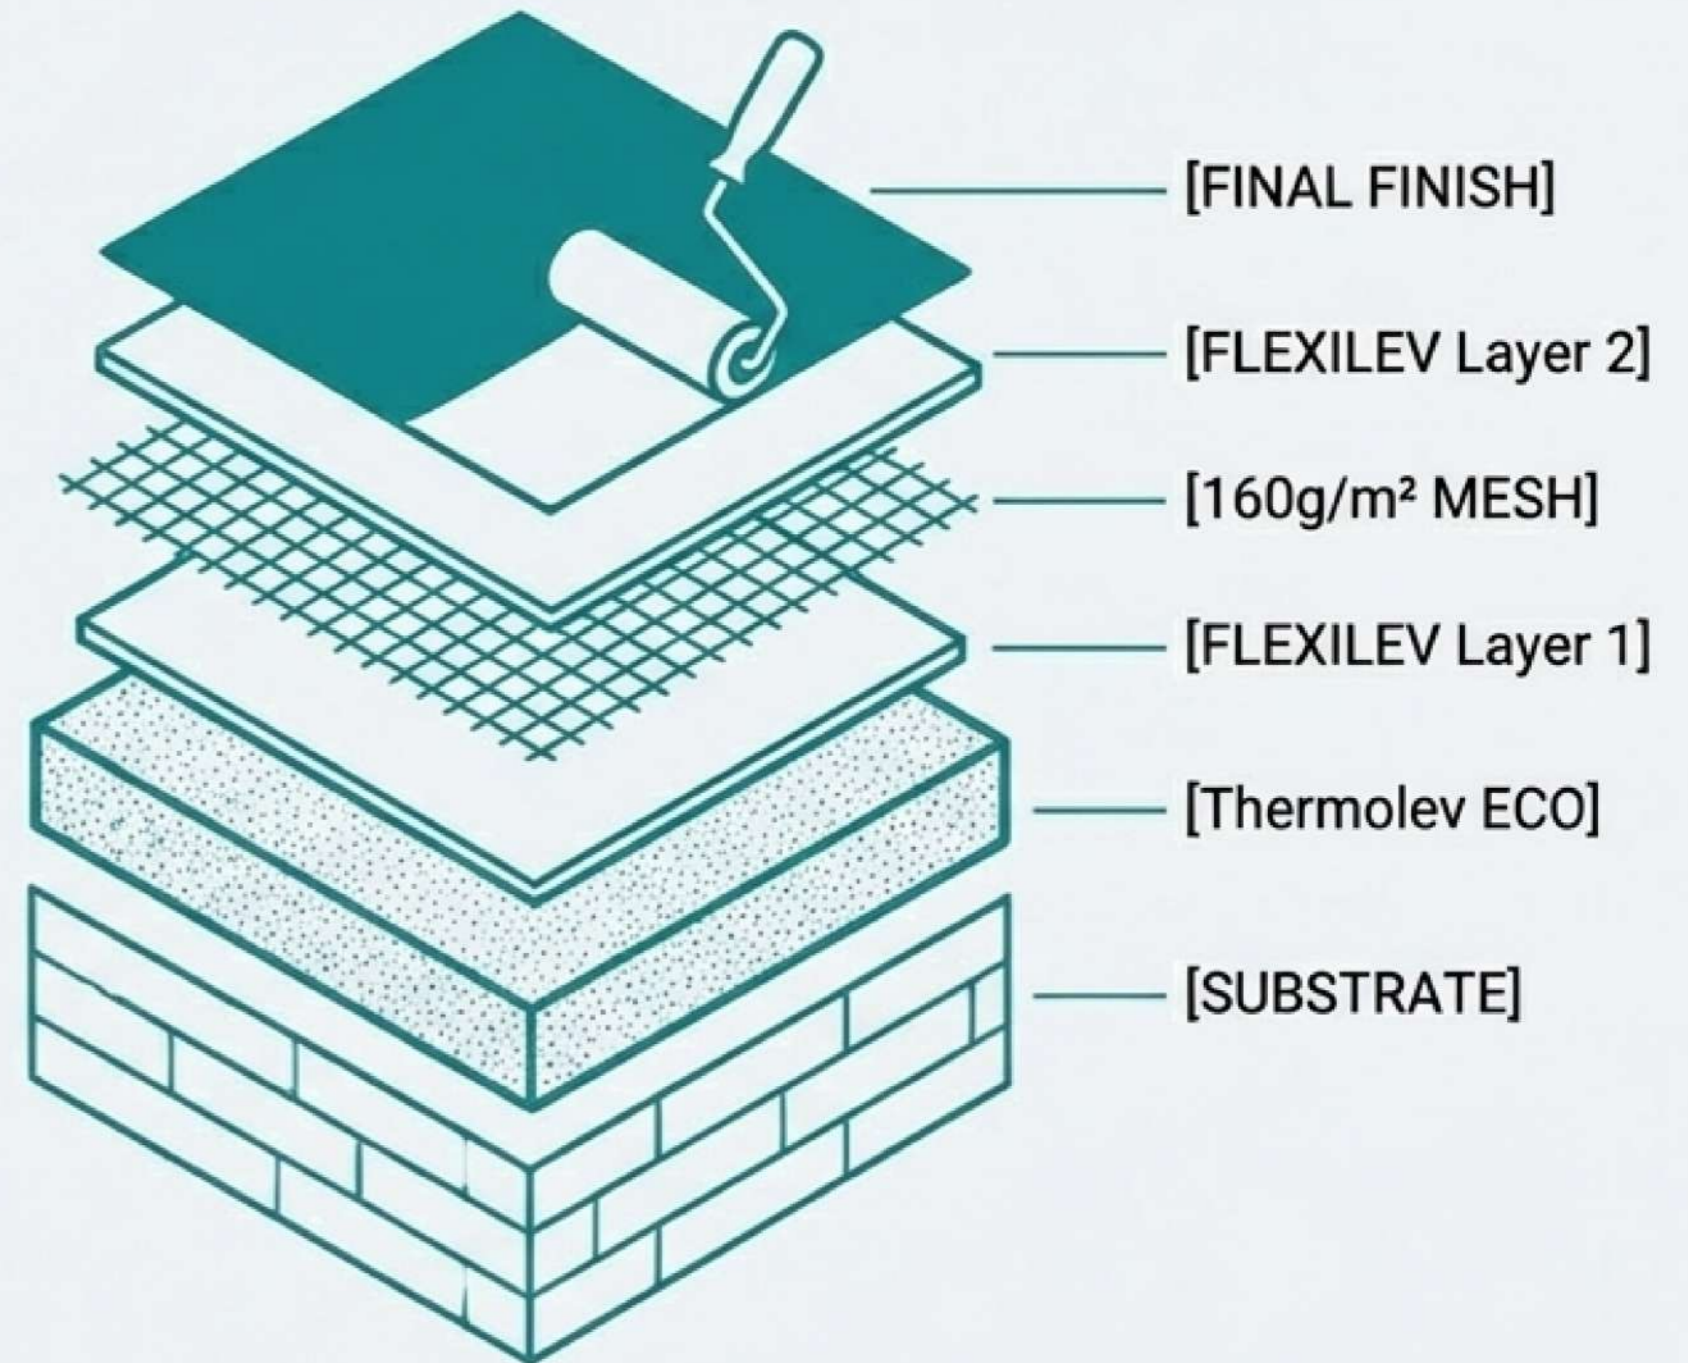 [FINAL FINISH]
[FLEXILEV Layer 2]
[160g/m² MESH]
[FLEXILEV Layer 1]
[Thermolev ECO]
[SUBSTRATE]